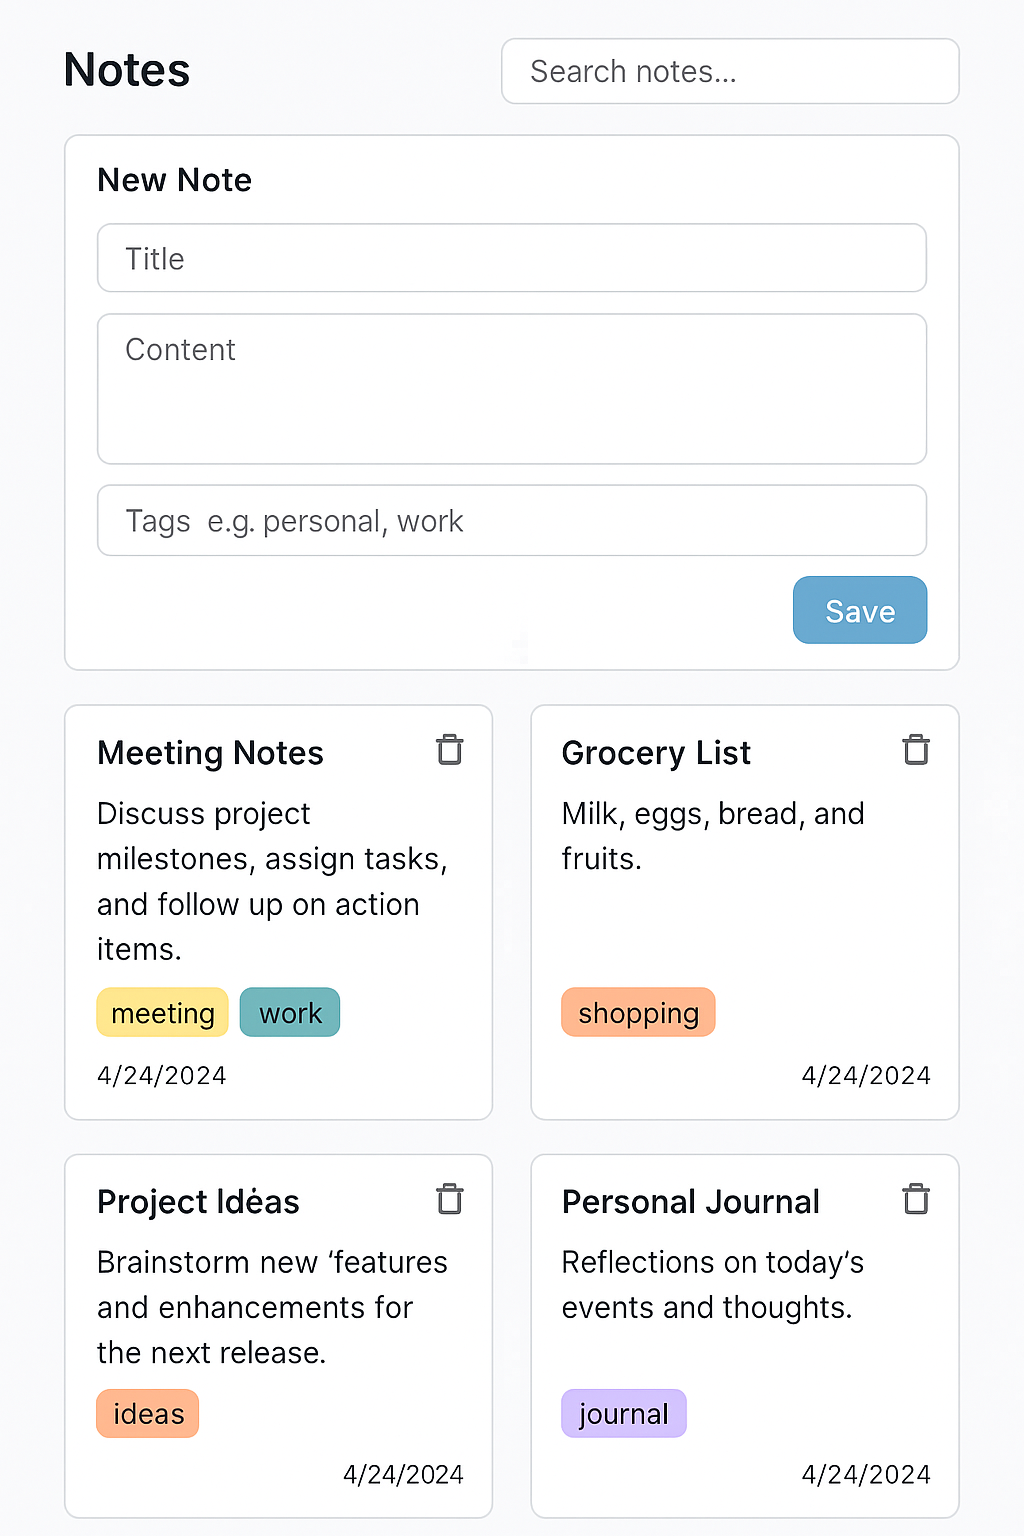 Notes
Search notes...
New Note
Title
Content
Tags e.g. personal, work
Save
Meeting Notes
Discuss project
milestones, assign tasks,
and follow up on action
items.
meeting work
4/24/2024
Grocery List
Milk, eggs, bread, and
fruits.
shopping
4/24/2024
Project Idėas
Brainstorm new ‘features
and enhancements for
the next release.
ideas
4/24/2024
Personal Journal
Reflections on today‘s
events and thoughts.
journal
4/24/2024